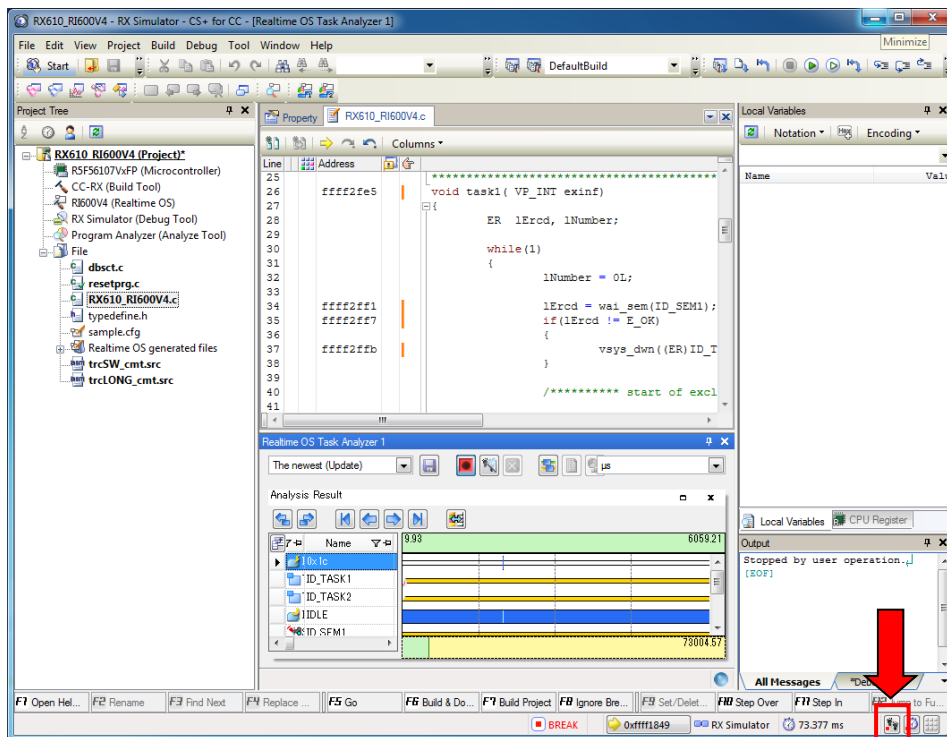 RX610_RI600V4 - RX Simulator - CS+ for CC - [Realtime OS Task Analyzer 1]
File Edit View Project Build Debug Tool Window Help
Minimize
Start
DefaultBuild
Project Tree
RX610_RI600V4 (Project)*
R5F56107VxFP (Microcontroller)
CC-RX (Build Tool)
RI600V4 (Realtime OS)
RX Simulator (Debug Tool)
Program Analyzer (Analyze Tool)
File
dbsct.c
resetprg.c
RX610_RI600V4.c
typedefine.h
sample.cfg
Realtime OS generated files
trcSW_cmt.src
trcLONG_cmt.src
Property RX610_RI600V4.c
Columns
Line Address
25 *******************************************
26 ffff2fe5 void task1( VP_INT exinf)
27 {
28 ER lErcd, lNumber;
29
30 while(1)
31 {
32 lNumber = 0L;
33
34 ffff2ff1 lErcd = wai_sem(ID_SEM1);
35 ffff2ff7 if(lErcd != E_OK)
36 {
37 ffff2ffb vsys_dwn((ER)ID_T
38 }
39
40 /********** start of excl
41
Realtime OS Task Analyzer 1
The newest (Update) µs
Analysis Result
Name 9.93 6059.21
10x1c
ID_TASK1
ID_TASK2
IDLE
ID_SEM1
73004.57
Local Variables
Notation Encoding
Name Valu
Local Variables CPU Register
Output
Stopped by user operation.
[EOF]
All Messages
F1 Open Hel... F2 Rename F3 Find Next F4 Replace ... F5 Go F6 Build & Do... F7 Build Project F8 Ignore Bre... F9 Set/Delet... F10 Step Over F11 Step In F12 Jump to Fu...
BREAK 0xffff1849 RX Simulator 73.377 ms